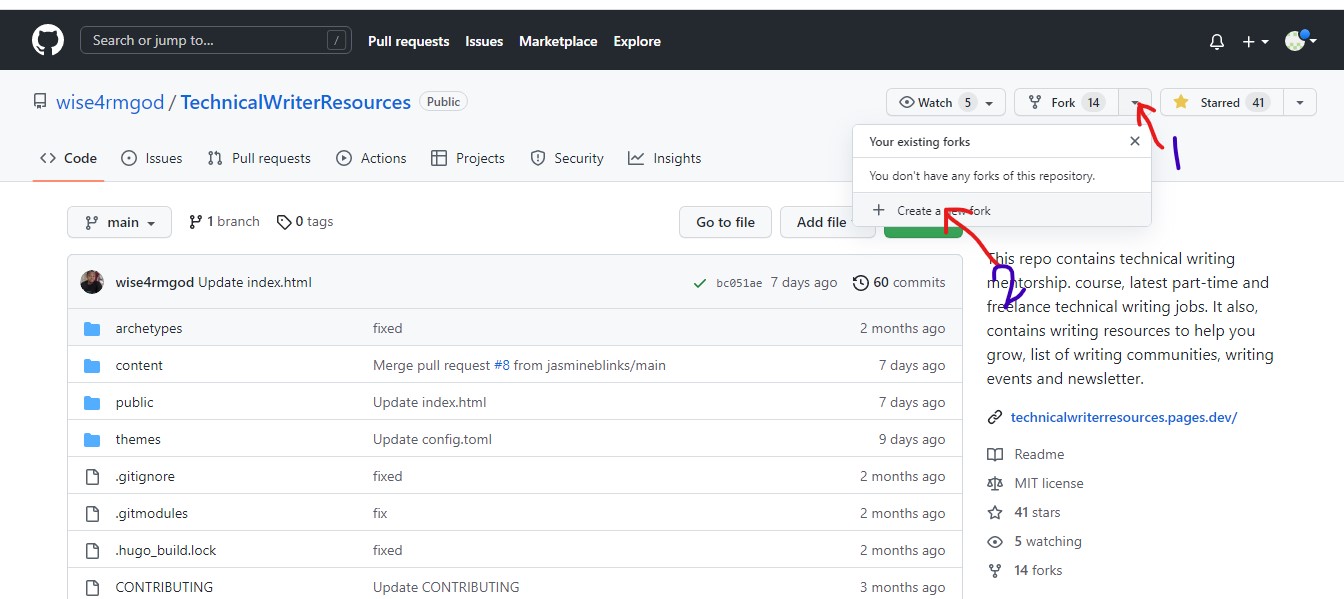 Search or jump to... /
Pull requests Issues Marketplace Explore
wise4rmgod / TechnicalWriterResources Public
Watch 5 Fork 14 Starred 41
1
Your existing forks
You don't have any forks of this repository.
Create a new fork
2
Code Issues Pull requests Actions Projects Security Insights
main 1 branch 0 tags Go to file Add file
wise4rmgod Update index.html bc051ae 7 days ago 60 commits
archetypes fixed 2 months ago
content Merge pull request #8 from jasmineblinks/main 7 days ago
public Update index.html 7 days ago
themes Update config.toml 9 days ago
.gitignore fixed 2 months ago
.gitmodules fix 2 months ago
.hugo_build.lock fixed 2 months ago
CONTRIBUTING Update CONTRIBUTING 3 months ago
This repo contains technical writing
mentorship. course, latest part-time and
freelance technical writing jobs. It also,
contains writing resources to help you
grow, list of writing communities, writing
events and newsletter.
technicalwriterresources.pages.dev/
Readme
MIT license
41 stars
5 watching
14 forks